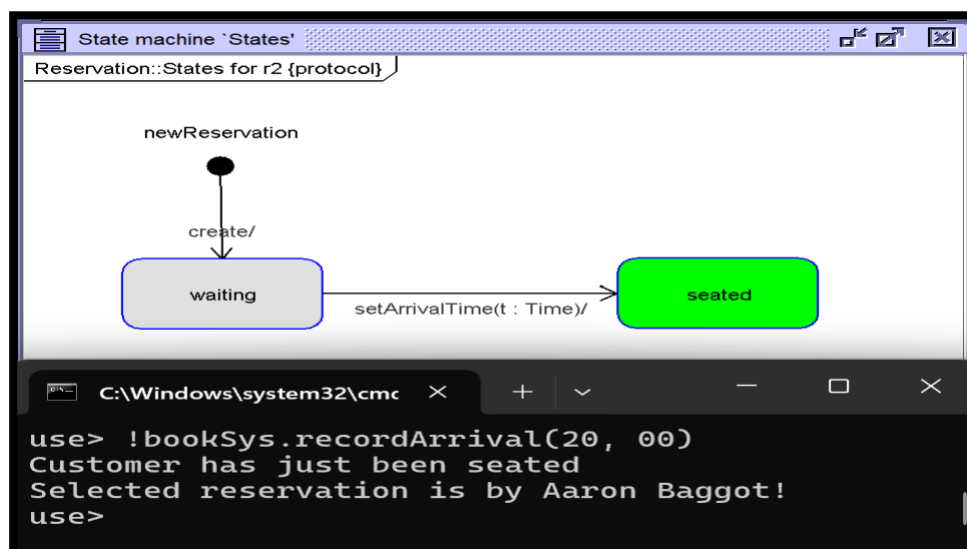 State machine `States'
Reservation::States for r2 {protocol}
newReservation
create/
waiting
setArrivalTime(t : Time)/
seated
C:\Windows\system32\cmc
use> !bookSys.recordArrival(20, 00)
Customer has just been seated
Selected reservation is by Aaron Baggot!
use>